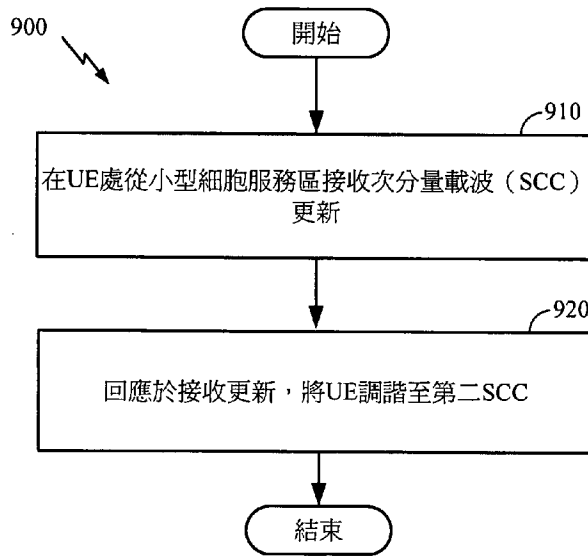 900
開始
910
在UE處從小型細胞服務區接收次分量載波（SCC）
更新
920
回應於接收更新，將UE調諧至第二SCC
結束